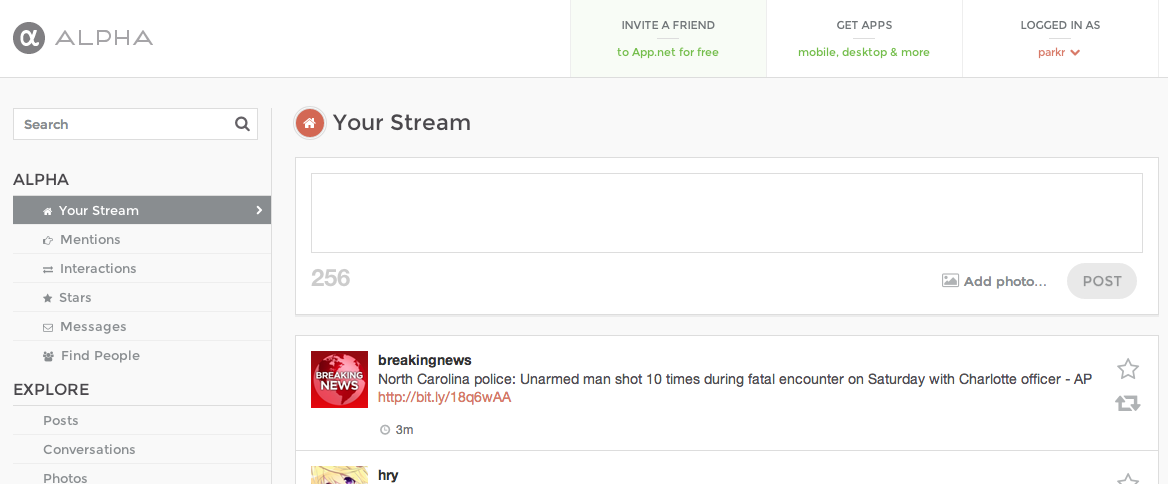 α ALPHA
INVITE A FRIEND
to App.net for free
GET APPS
mobile, desktop & more
LOGGED IN AS
parkr
Search
ALPHA
Your Stream
Mentions
Interactions
Stars
Messages
Find People
EXPLORE
Posts
Conversations
Photos
Your Stream
256
Add photo...
POST
BREAKING
NEWS
breakingnews
North Carolina police: Unarmed man shot 10 times during fatal encounter on Saturday with Charlotte officer - AP
http://bit.ly/18q6wAA
3m
hry